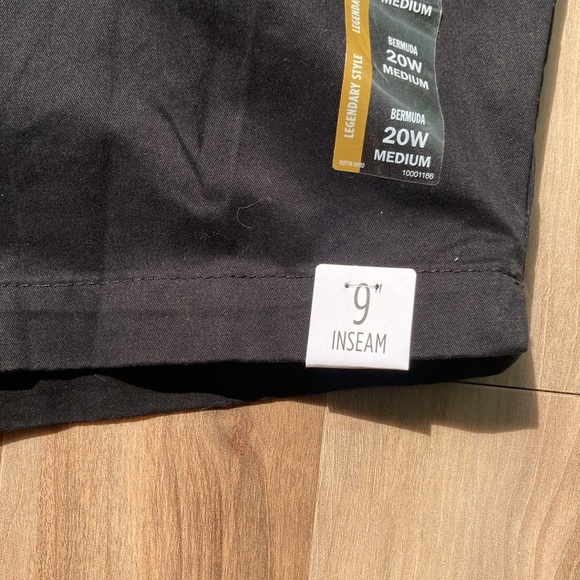 MEDIUM
BERMUDA
20W
MEDIUM
LEGENDARY STYLE
BERMUDA
20W
MEDIUM
10001166
9"
INSEAM